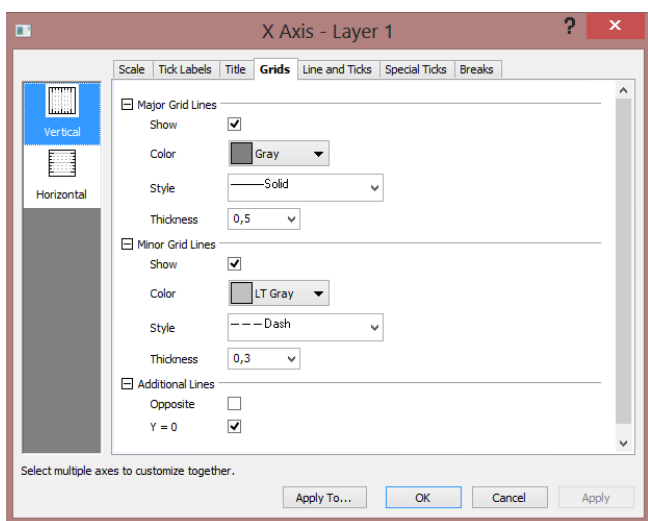 X Axis - Layer 1
Scale Tick Labels Title Grids Line and Ticks Special Ticks Breaks
Vertical
Horizontal
Major Grid Lines
Show
Color Gray
Style Solid
Thickness 0,5
Minor Grid Lines
Show
Color LT Gray
Style Dash
Thickness 0,3
Additional Lines
Opposite
Y = 0
Select multiple axes to customize together.
Apply To... OK Cancel Apply